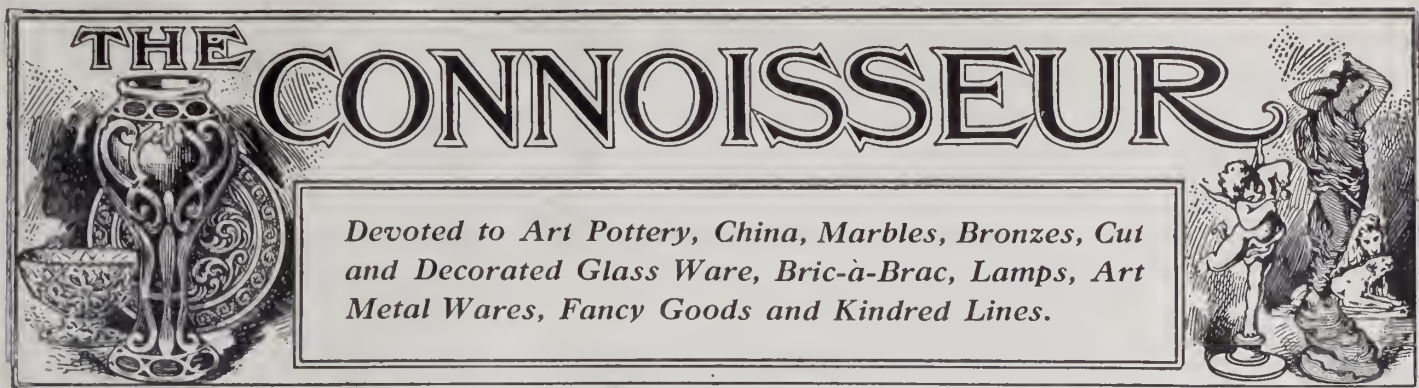 THE
CONNOISSEUR
Devoted to Art Pottery, China, Marbles, Bronzes, Cut
and Decorated Glass Ware, Bric-à-Brac, Lamps, Art
Metal Wares, Fancy Goods and Kindred Lines.